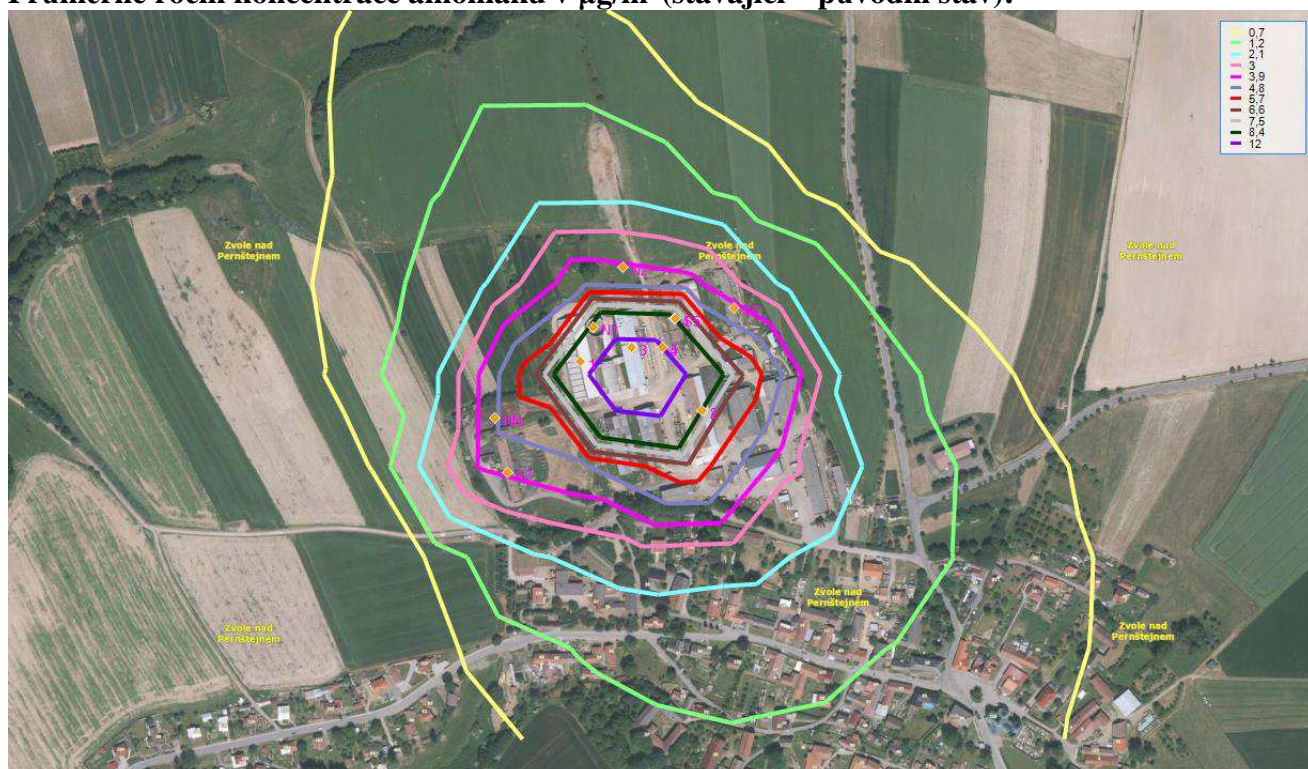 Průměrné roční koncentrace amoniaku v µg/m³ (stávající – původní stav):
0,7
1,2
2,1
3
3,9
4,8
5,7
6,6
7,5
8,4
12
Zvole nad
Pernštejnem
Zvole nad
Pernštejnem
Zvole nad
Pernštejnem
Zvole nad
Pernštejnem
Zvole nad
Pernštejnem
Zvole nad
Pernštejnem
3